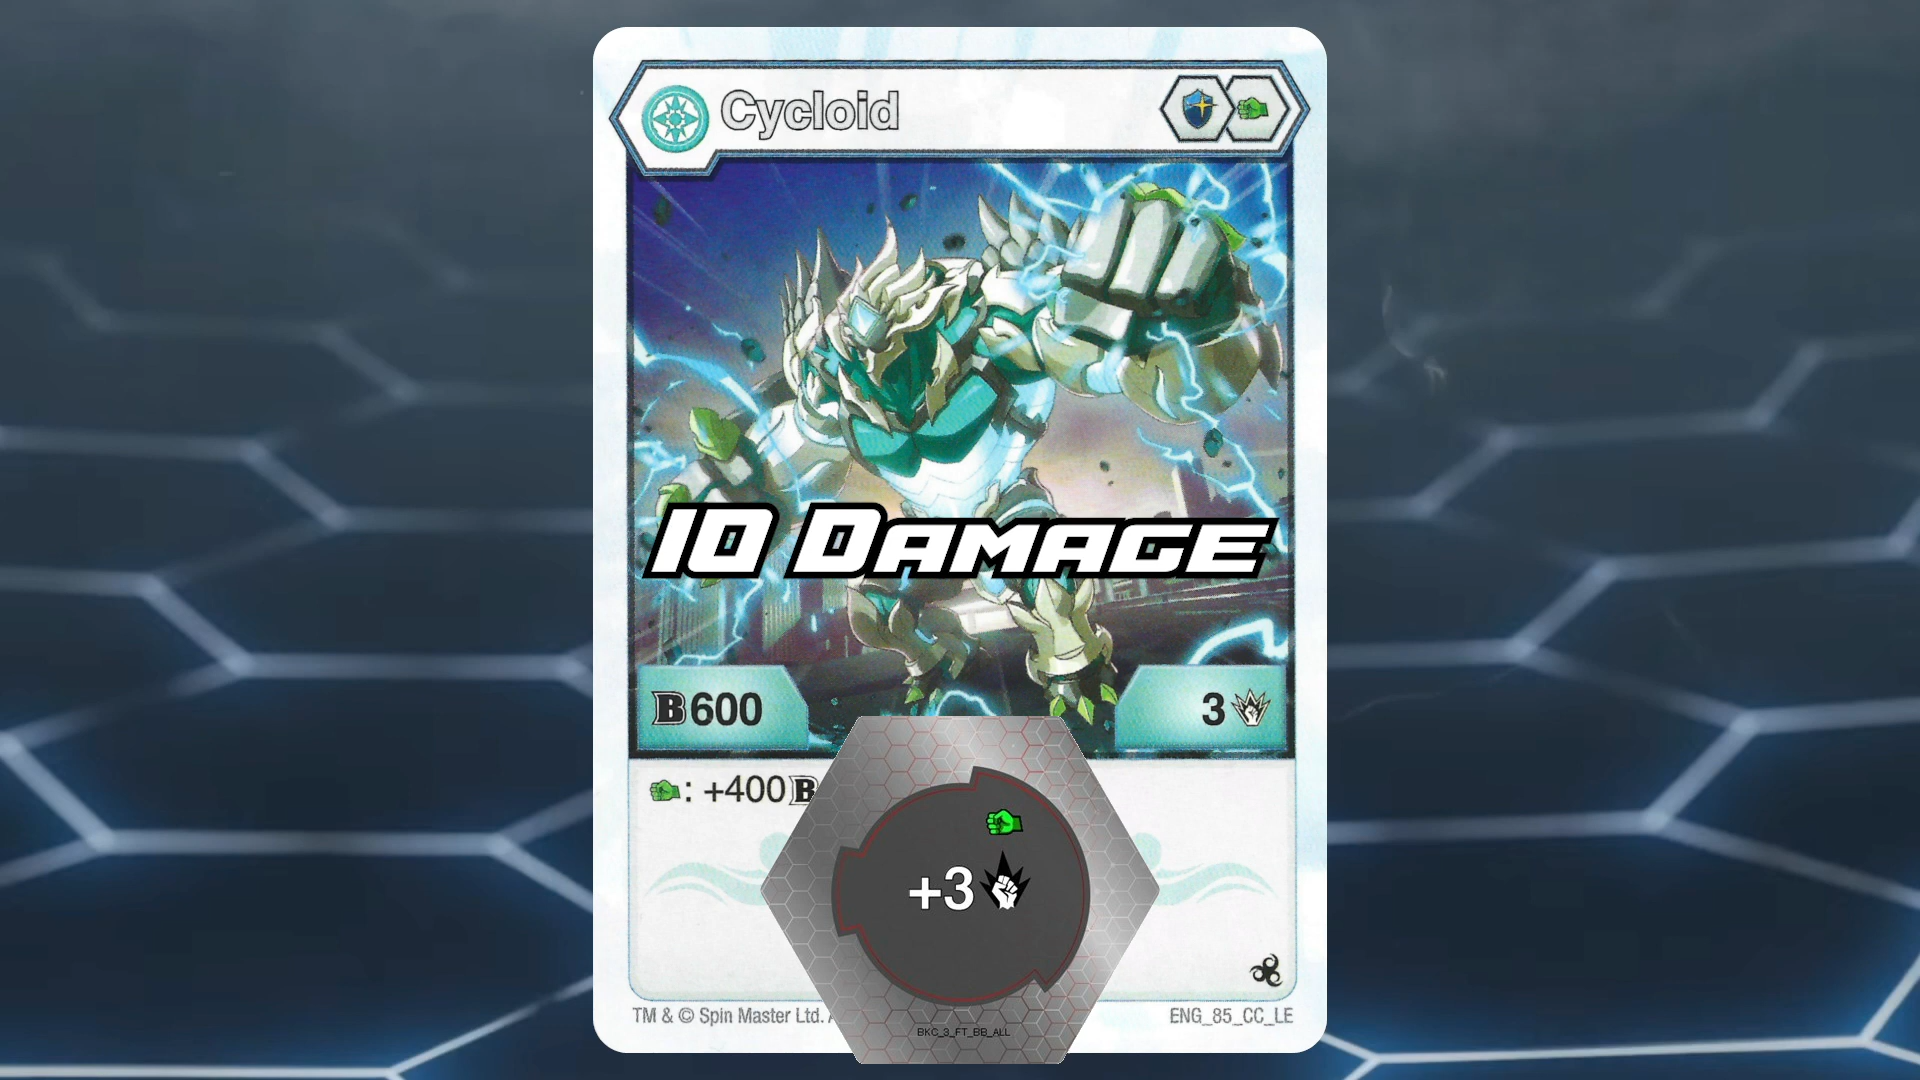 Cycloid
10 Damage
B600
3
: +400B
+3
TM & © Spin Master Ltd.
ENG_85_CC_LE
BKC_3_FT_BB_ALL